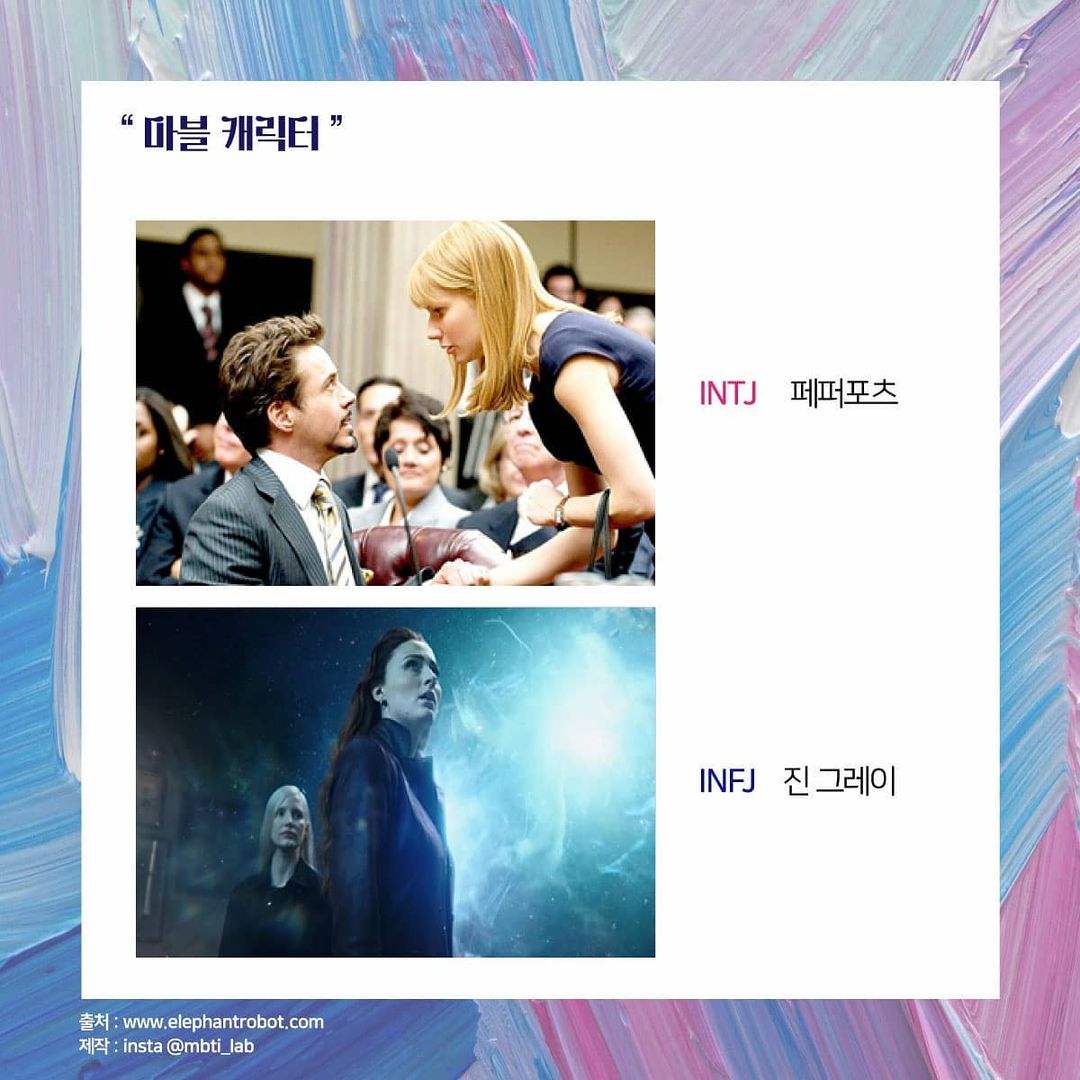 “ 마블 캐릭터 ”
INTJ 페퍼포츠
INFJ 진 그레이
출처 : www.elephantrobot.com
제작 : insta @mbti_lab